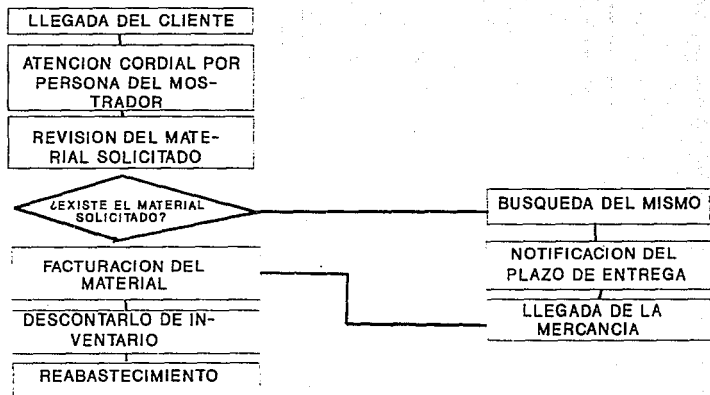 LLEGADA DEL CLIENTE
ATENCION CORDIAL POR
PERSONA DEL MOS-
TRADOR
REVISION DEL MATE-
RIAL SOLICITADO
¿EXISTE EL MATERIAL
SOLICITADO?
FACTURACION DEL
MATERIAL
DESCONTARLO DE IN-
VENTARIO
REABASTECIMIENTO
BUSQUEDA DEL MISMO
NOTIFICACION DEL
PLAZO DE ENTREGA
LLEGADA DE LA
MERCANCIA